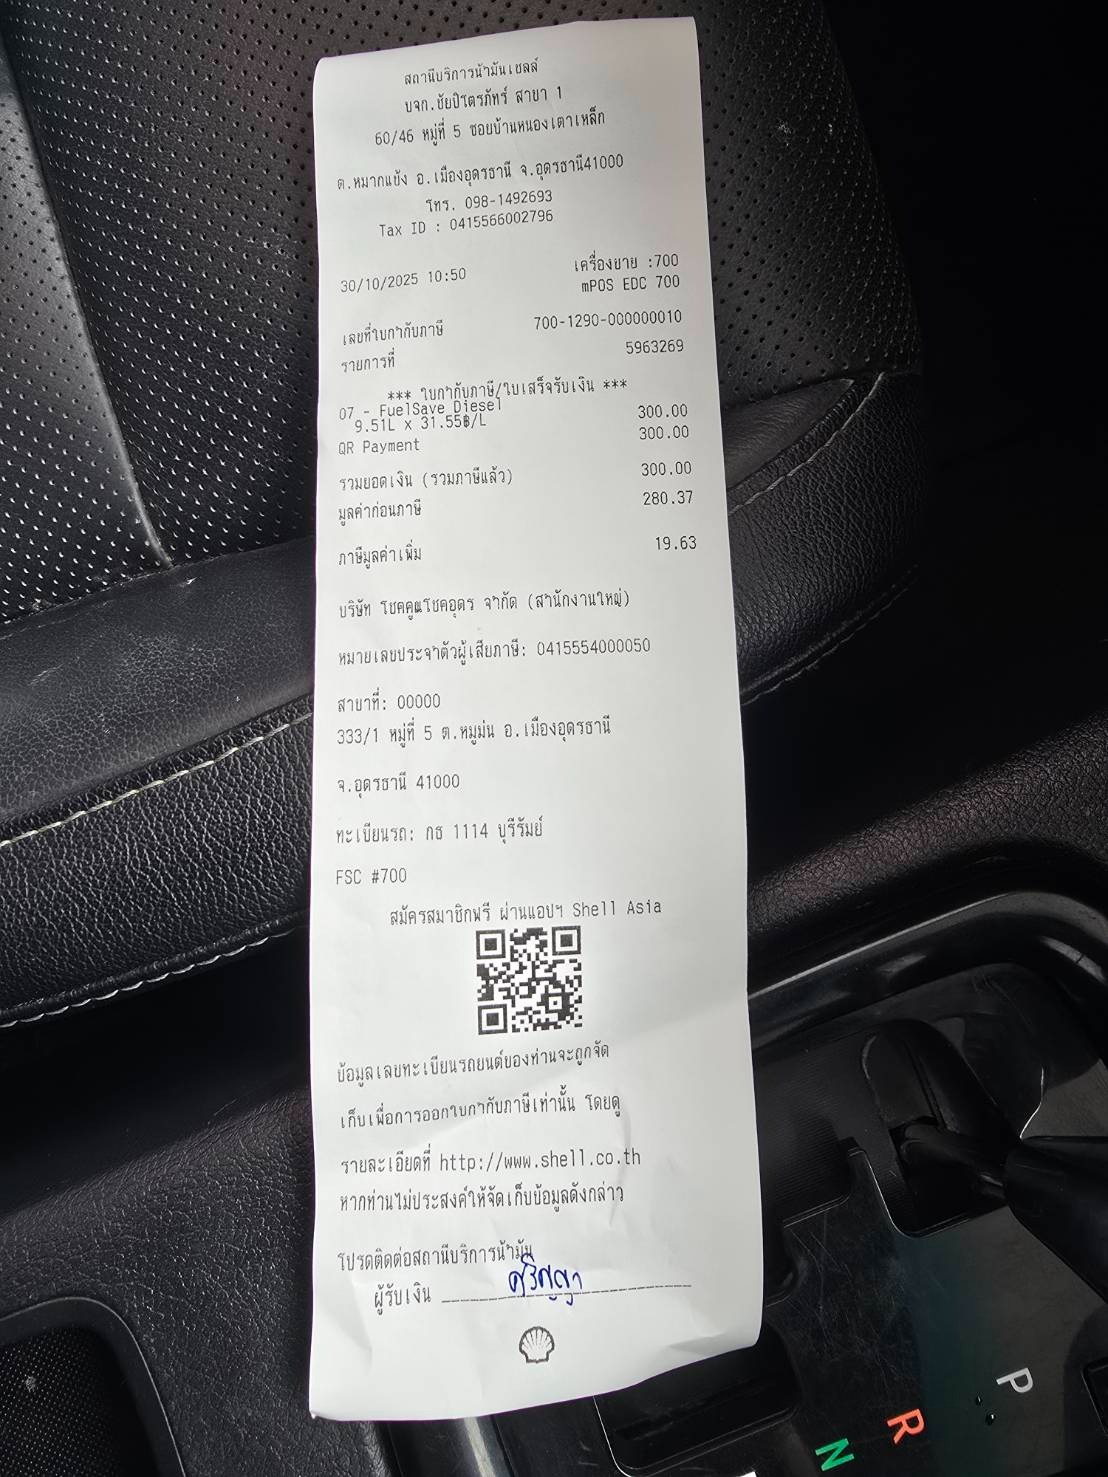 สถานีบริการน้ำมันเชลล์
บจก.ชัยปิโตรภัทร์ สาขา 1
60/46 หมู่ที่ 5 ซอยบ้านหนองเตาเหล็ก
ต.หมากแข้ง อ.เมืองอุดรธานี จ.อุดรธานี41000
โทร. 098-1492693
Tax ID : 0415566002796
30/10/2025 10:50 เครื่องขาย :700
mPOS EDC 700
เลขที่ใบกำกับภาษี 700-1290-000000010
รายการที่ 5963269
*** ใบกำกับภาษี/ใบเสร็จรับเงิน ***
07 - FuelSave Diesel
9.51L x 31.55฿/L 300.00
QR Payment 300.00
รวมยอดเงิน (รวมภาษีแล้ว) 300.00
มูลค่าก่อนภาษี 280.37
ภาษีมูลค่าเพิ่ม 19.63
บริษัท โชคคูณโชคอุดร จำกัด (สำนักงานใหญ่)
หมายเลขประจำตัวผู้เสียภาษี: 0415554000050
สาขาที่: 00000
333/1 หมู่ที่ 5 ต.หมูม่น อ.เมืองอุดรธานี
จ.อุดรธานี 41000
ทะเบียนรถ: กธ 1114 บุรีรัมย์
FSC #700
สมัครสมาชิกฟรี ผ่านแอปฯ Shell Asia
ข้อมูลเลขทะเบียนรถยนต์ของท่านจะถูกจัด
เก็บเพื่อการออกใบกำกับภาษีเท่านั้น โดยดู
รายละเอียดที่ http://www.shell.co.th
หากท่านไม่ประสงค์ให้จัดเก็บข้อมูลดังกล่าว
โปรดติดต่อสถานีบริการน้ำมัน
ผู้รับเงิน
P
R
N